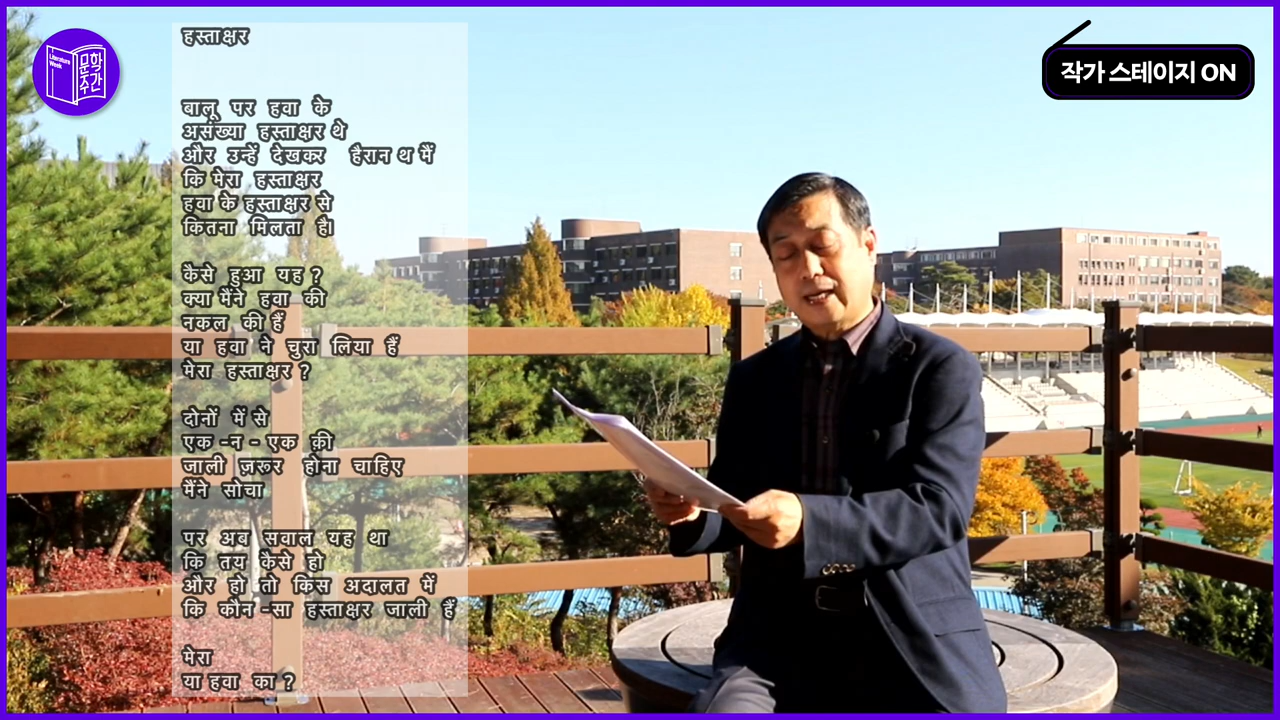 हस्ताक्षर
बालू पर हवा के
असंख्या हस्ताक्षर थे
और उन्हें देखकर हैरान थ मैं
कि मेरा हस्ताक्षर
हवा के हस्ताक्षर से
कितना मिलता है।
कैसे हुआ यह ?
क्या मैंने हवा की
नकल की हैं
या हवा ने चुरा लिया हैं
मेरा हस्ताक्षर ?
दोनों में से
एक -न - एक क़ी
जाली ज़रूर होना चाहिए
मैंने सोचा
पर अब सवाल यह था
कि तय कैसे हो
और हो तो किस अदालत में
कि कौन -सा हस्ताक्षर जाली हैं
मेरा
या हवा का ?
Literature Week
문학주간
작가 스테이지 ON